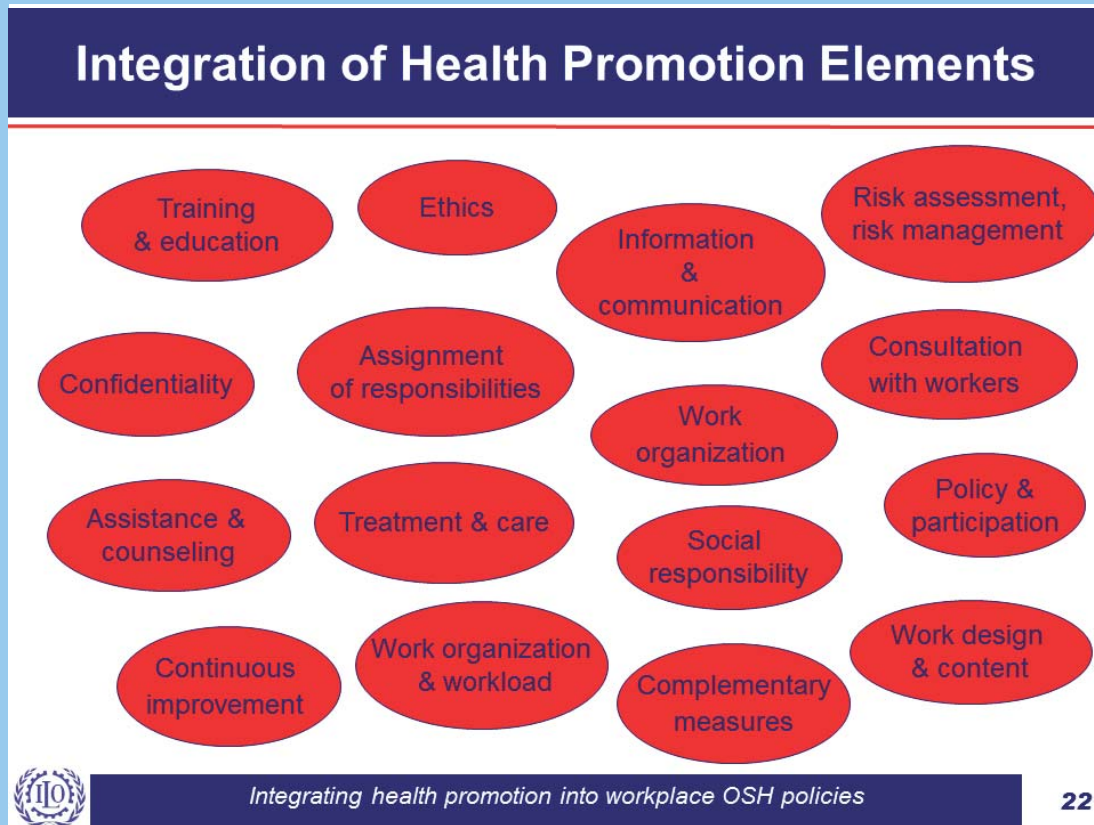 Integration of Health Promotion Elements
Training
& education
Ethics
Information
&
communication
Risk assessment,
risk management
Confidentiality
Assignment
of responsibilities
Work
organization
Consultation
with workers
Assistance &
counseling
Treatment & care
Social
responsibility
Policy &
participation
Continuous
improvement
Work organization
& workload
Complementary
measures
Work design
& content
ILO
Integrating health promotion into workplace OSH policies
22